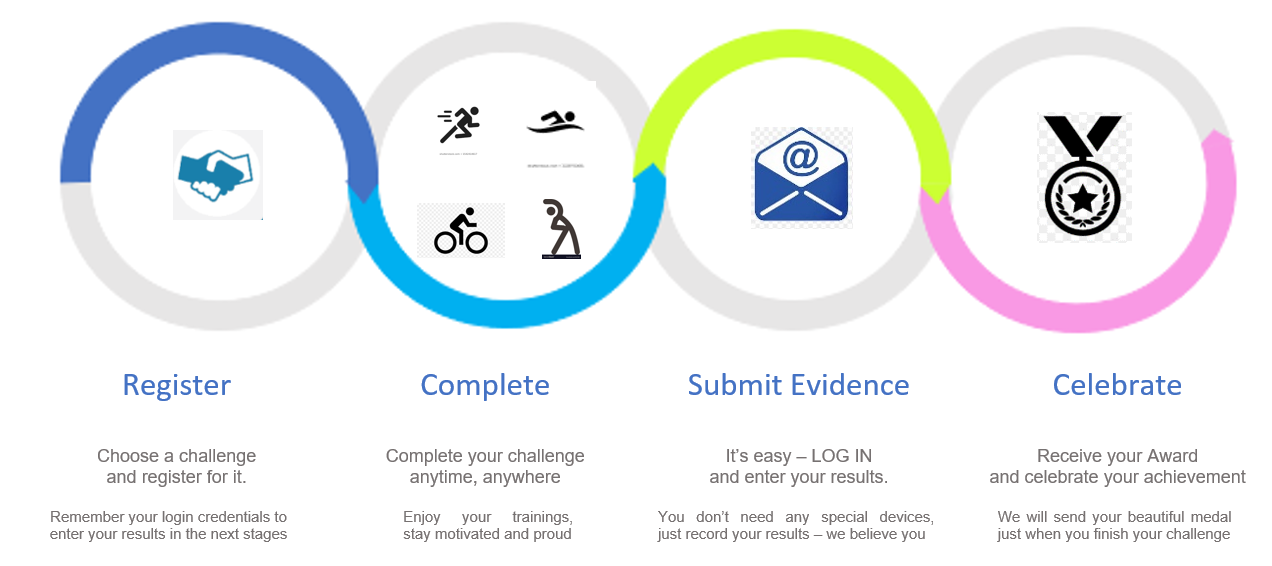 Register
Choose a challenge
and register for it.
Remember your login credentials to
enter your results in the next stages
Complete
Complete your challenge
anytime, anywhere
Enjoy your trainings,
stay motivated and proud
Submit Evidence
It's easy – LOG IN
and enter your results.
You don't need any special devices,
just record your results – we believe you
Celebrate
Receive your Award
and celebrate your achievement
We will send your beautiful medal
just when you finish your challenge